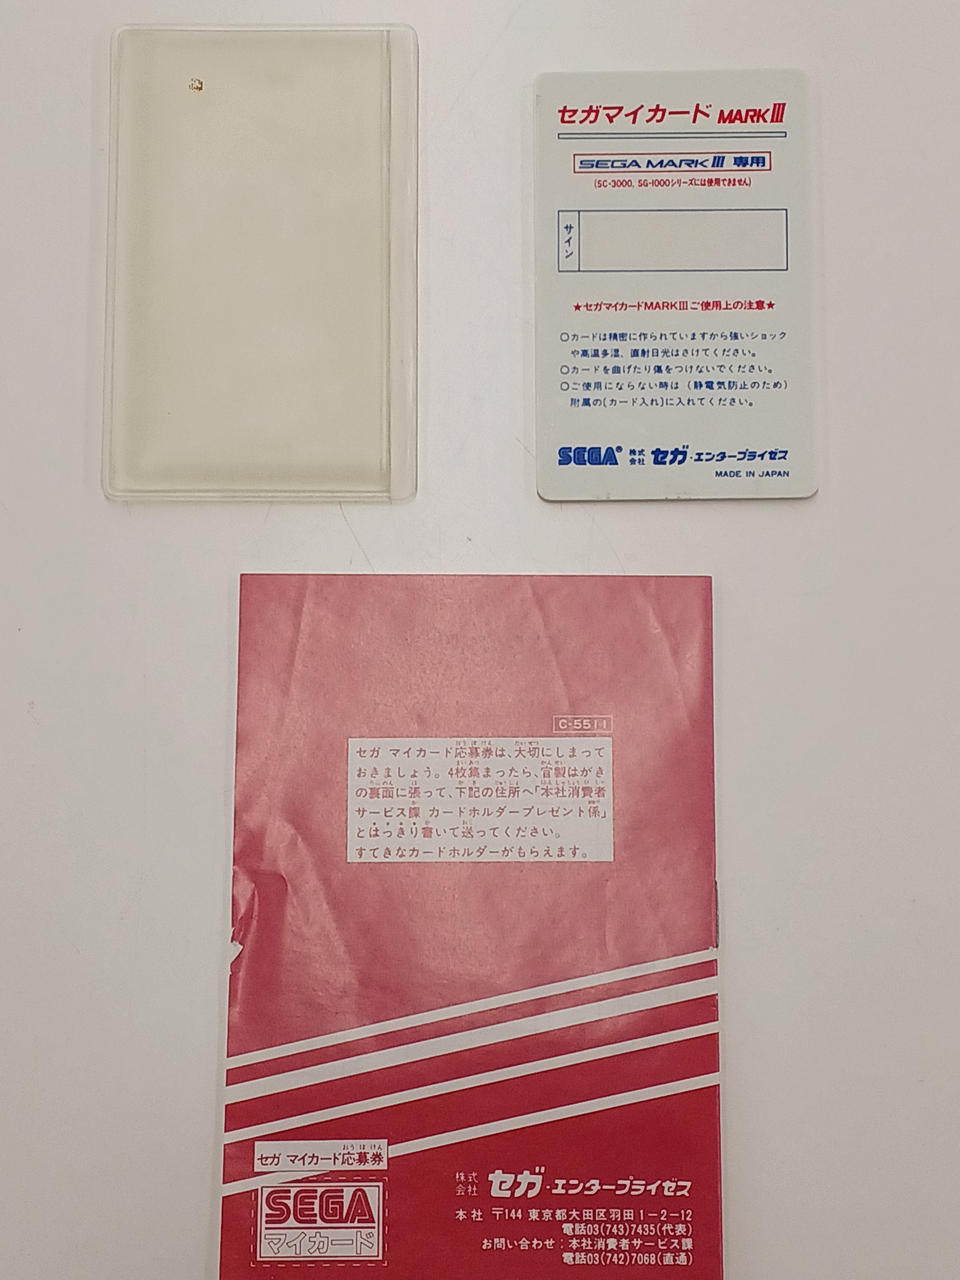 セガマイカード MARKⅢ
SEGA MARKⅢ 専用
(SC-3000, SG-1000シリーズには使用できません)
サイン
★セガマイカードMARKⅢご使用上の注意★
○カードは精密に作られていますから強いショック
や高温多湿、直射日光はさけてください。
○カードを曲げたり傷をつけないでください。
○ご使用にならない時は(静電気防止のため)
附属の[カード入れ]に入れてください。
SEGA® 株式会社 セガ・エンタープライゼス
MADE IN JAPAN
C-5511
セガ マイカード応募券は、大切にしまって
おきましょう。4枚集まったら、官製はがき
の裏面に張って、下記の住所へ「本社消費者
サービス課 カードホルダープレゼント係」
とはっきり書いて送ってください。
すてきなカードホルダーがもらえます。
おうぼけん
セガ マイカード応募券
SEGA
マイカード
株式会社 セガ・エンタープライゼス
本社 〒144 東京都大田区羽田1-2-12
電話03(743)7435(代表)
お問い合わせ:本社消費者サービス課
電話03(742)7068(直通)